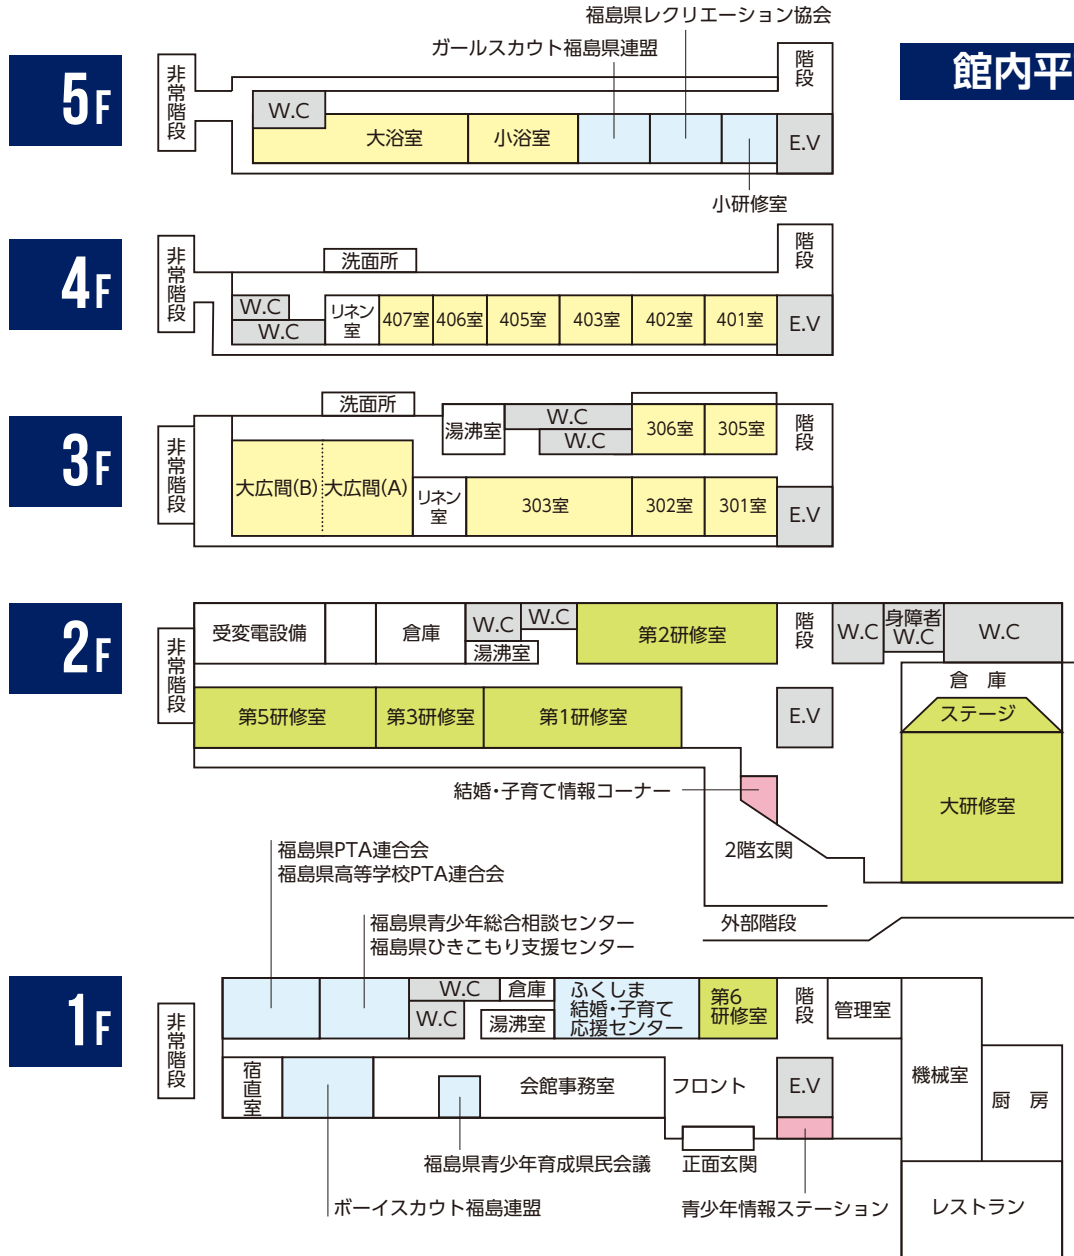 福島県レクリエーション協会
ガールスカウト福島県連盟
館内平
5F
非常階段
階段
W.C
大浴室
小浴室
E.V
小研修室
4F
非常階段
階段
洗面所
W.C
W.C
リネン
室
407室
406室
405室
403室
402室
401室
E.V
3F
非常階段
洗面所
湯沸室
W.C
W.C
306室
305室
階段
大広間(B)
大広間(A)
リネン
室
303室
302室
301室
E.V
2F
非常階段
受変電設備
倉庫
W.C
W.C
湯沸室
第2研修室
階段
W.C
身障者
W.C
W.C
倉 庫
ステージ
第5研修室
第3研修室
第1研修室
E.V
大研修室
結婚・子育て情報コーナー
2階玄関
外部階段
福島県PTA連合会
福島県高等学校PTA連合会
福島県青少年総合相談センター
福島県ひきこもり支援センター
1F
非常階段
W.C
倉庫
W.C
湯沸室
ふくしま
結婚・子育て
応援センター
第6
研修室
階段
管理室
宿直室
会館事務室
フロント
E.V
機械室
厨 房
福島県青少年育成県民会議
正面玄関
ボーイスカウト福島連盟
青少年情報ステーション
レストラン